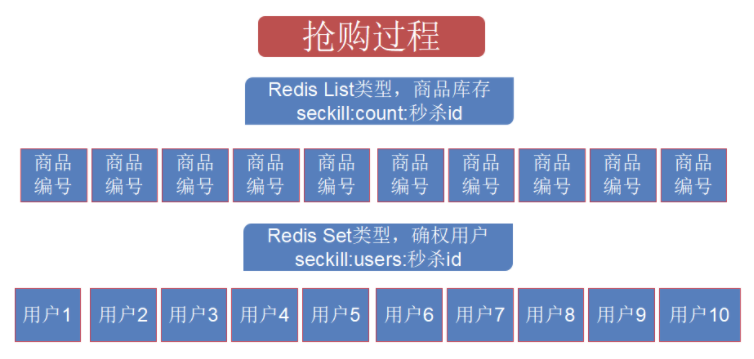 抢购过程
Redis List类型，商品库存
seckill:count:秒杀id
商品 商品 商品 商品 商品 商品 商品 商品 商品 商品
编号 编号 编号 编号 编号 编号 编号 编号 编号 编号
Redis Set类型，确权用户
seckill:users:秒杀id
用户1 用户2 用户3 用户4 用户5 用户6 用户7 用户8 用户9 用户10